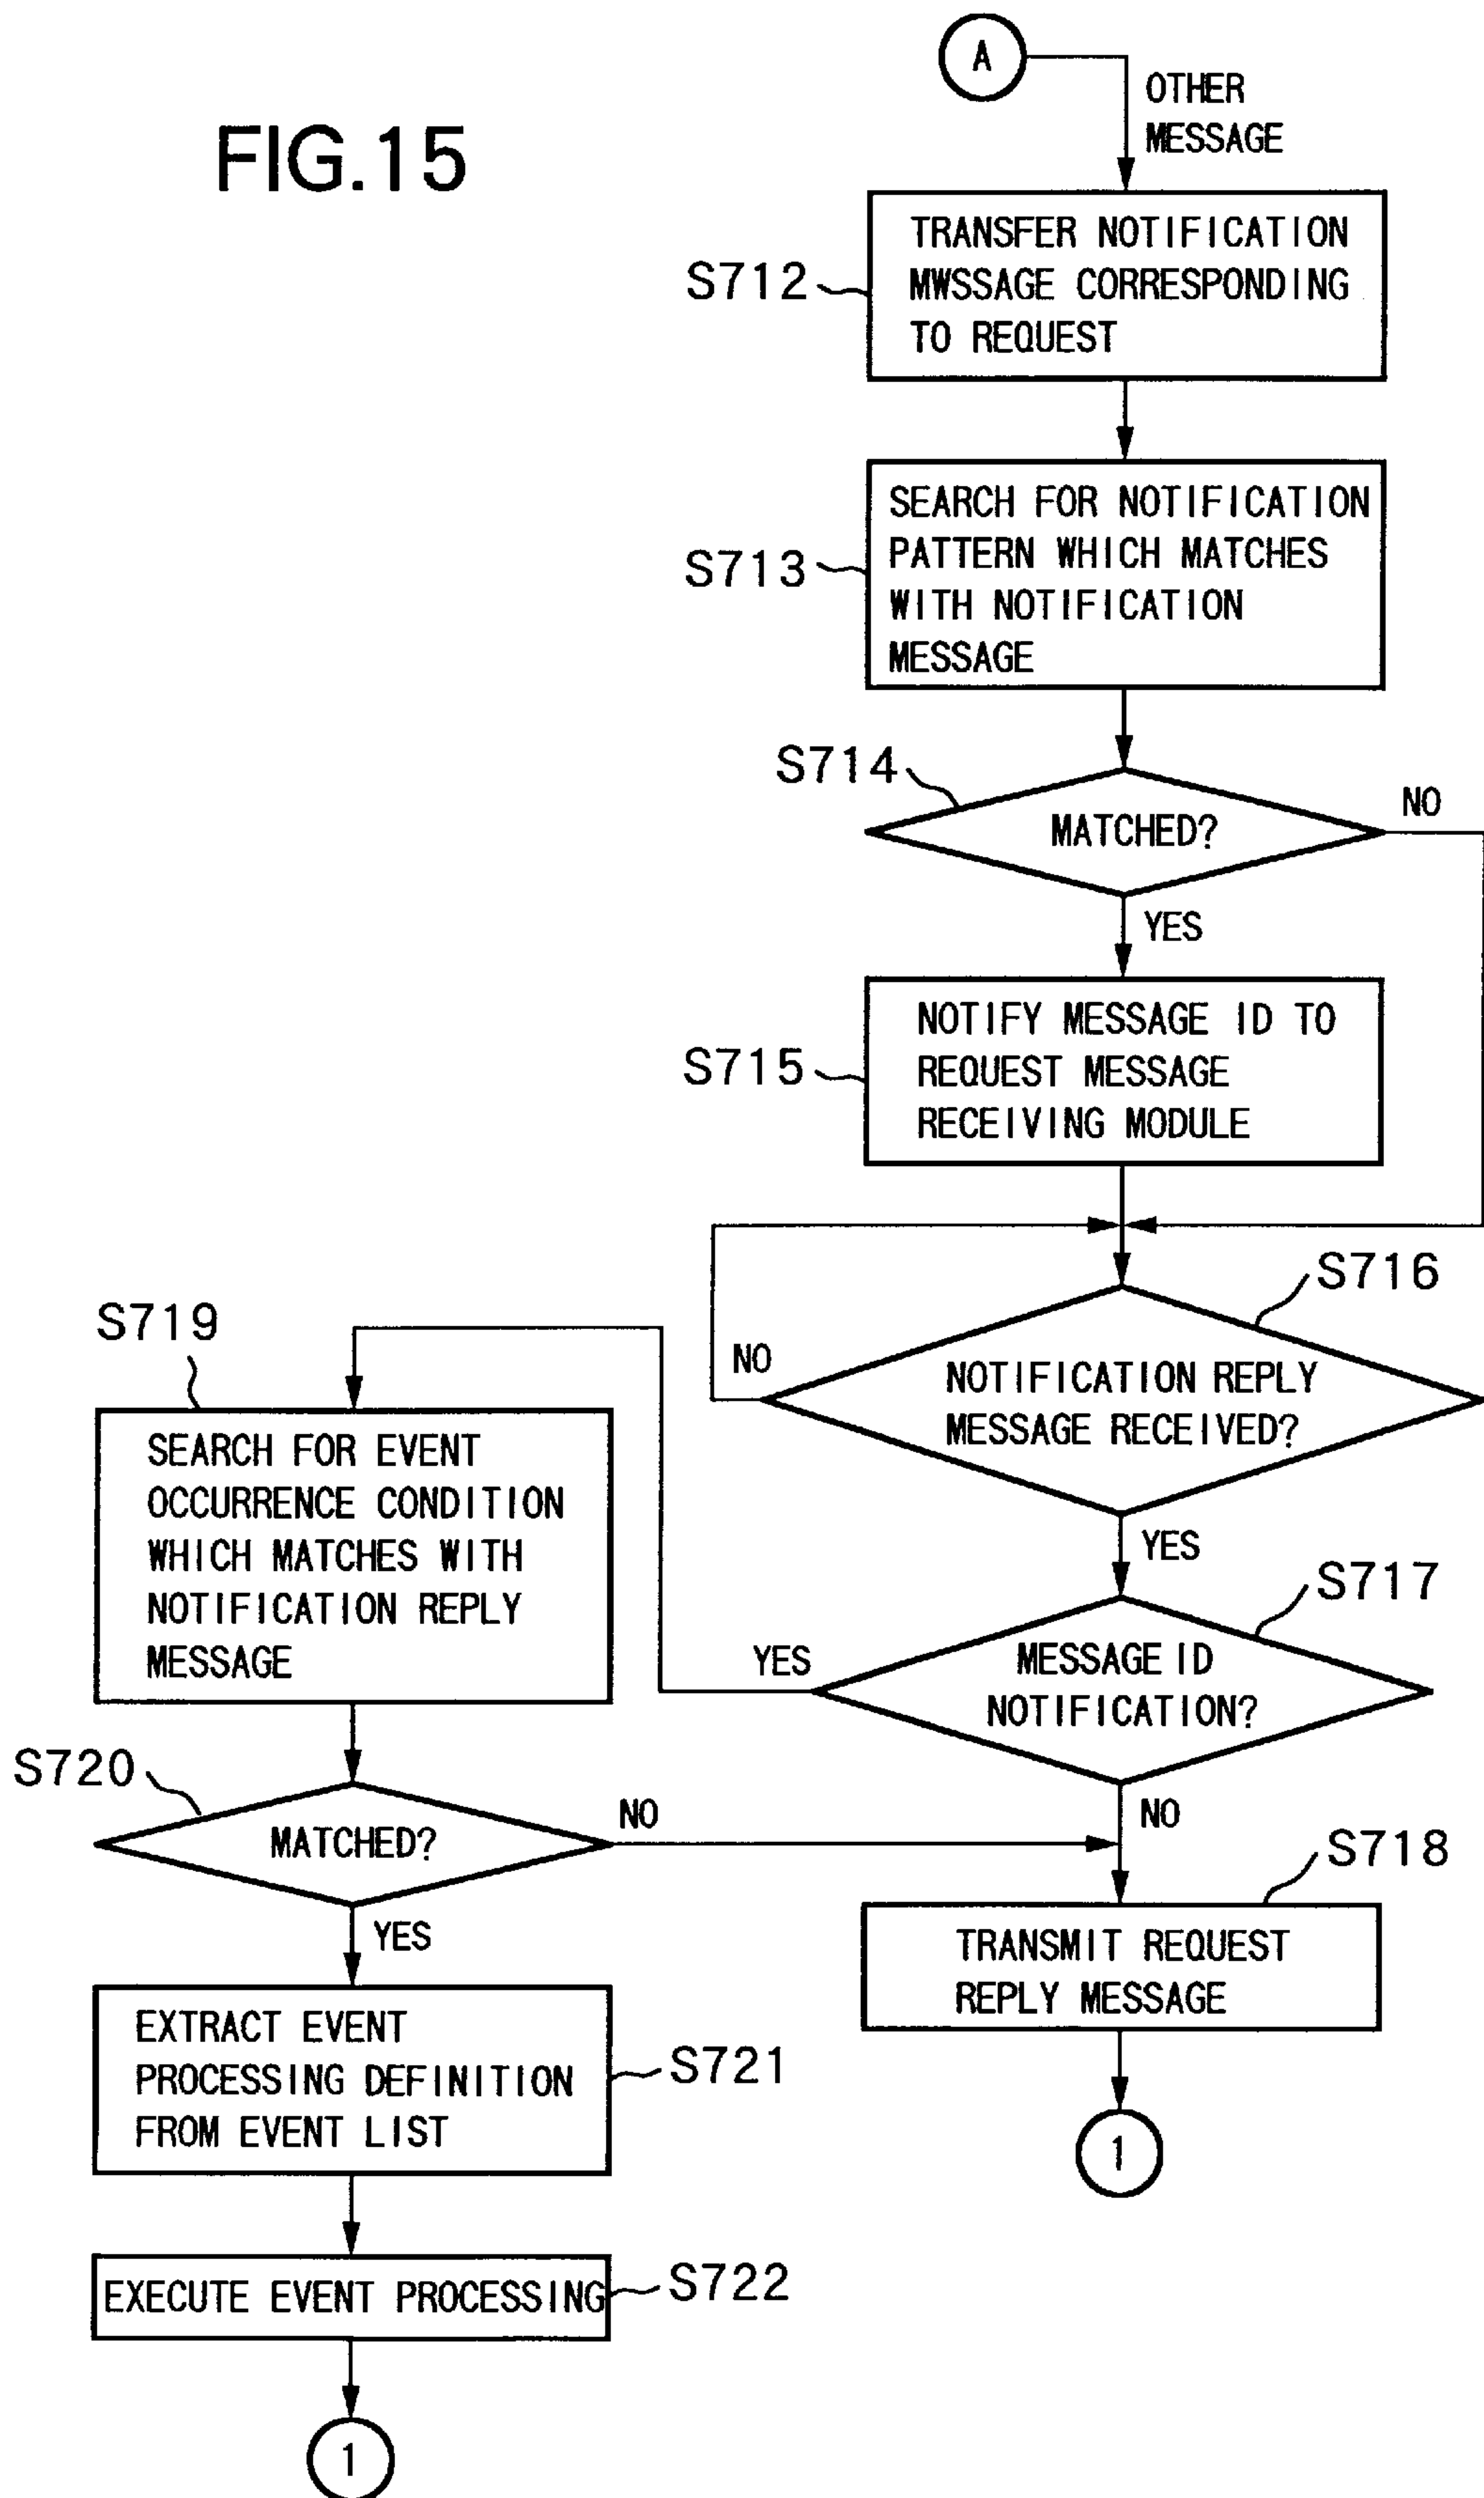 FIG.15
A
OTHER
MESSAGE
S712
TRANSFER NOTIFICATION
MWSSAGE CORRESPONDING
TO REQUEST
S713
SEARCH FOR NOTIFICATION
PATTERN WHICH MATCHES
WITH NOTIFICATION
MESSAGE
S714
MATCHED?
NO
YES
S715
NOTIFY MESSAGE ID TO
REQUEST MESSAGE
RECEIVING MODULE
S716
NO
NOTIFICATION REPLY
MESSAGE RECEIVED?
YES
S717
MESSAGE ID
NOTIFICATION?
YES
NO
S718
TRANSMIT REQUEST
REPLY MESSAGE
1
S719
SEARCH FOR EVENT
OCCURRENCE CONDITION
WHICH MATCHES WITH
NOTIFICATION REPLY
MESSAGE
S720
MATCHED?
NO
YES
EXTRACT EVENT
PROCESSING DEFINITION
FROM EVENT LIST
S721
EXECUTE EVENT PROCESSING
S722
1